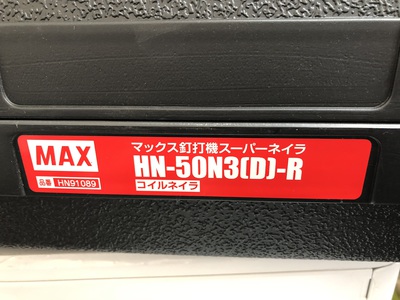 MAX
品番 HN91089
マックス釘打機スーパーネイラ
HN-50N3(D)-R
コイルネイラ